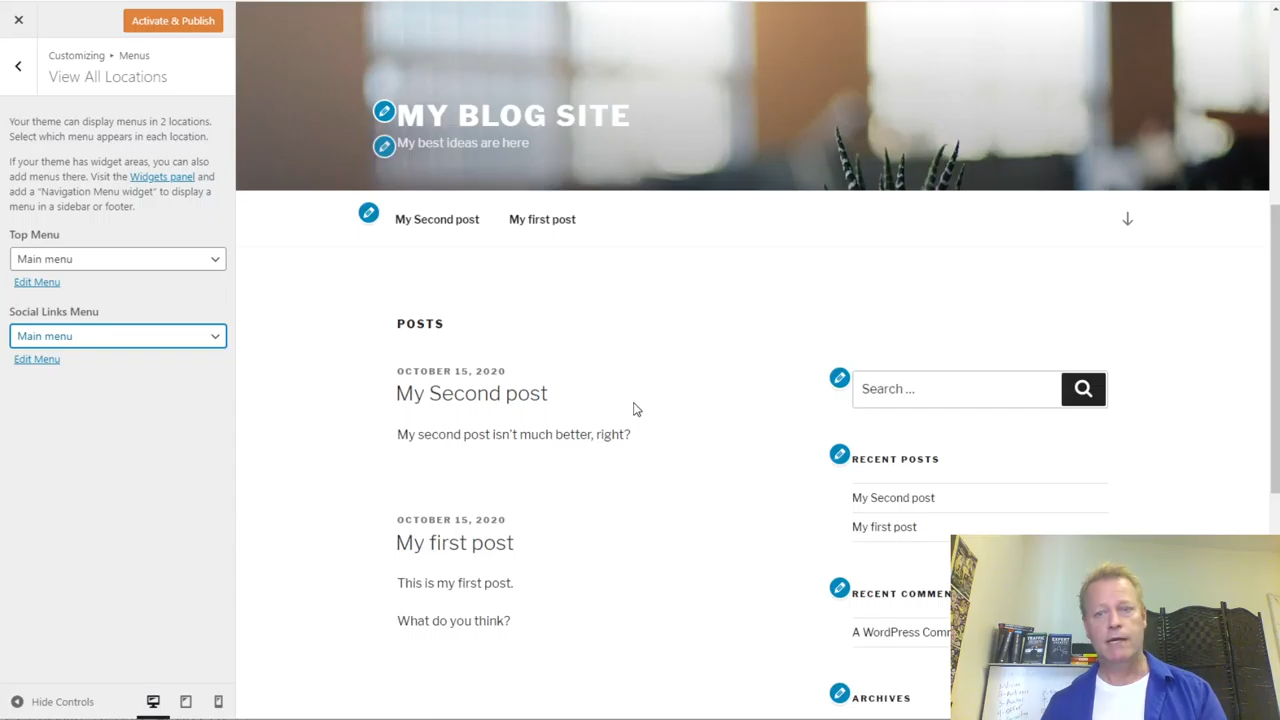 Activate & Publish
Customizing ▸ Menus
View All Locations
Your theme can display menus in 2 locations.
Select which menu appears in each location.
If your theme has widget areas, you can also
add menus there. Visit the Widgets panel and
add a “Navigation Menu widget” to display a
menu in a sidebar or footer.
Top Menu
Main menu
Edit Menu
Social Links Menu
Main menu
Edit Menu
Hide Controls
MY BLOG SITE
My best ideas are here
My Second post
My first post
POSTS
OCTOBER 15, 2020
My Second post
My second post isn’t much better, right?
OCTOBER 15, 2020
My first post
This is my first post.
What do you think?
Search …
RECENT POSTS
My Second post
My first post
RECENT COMMEN
A WordPress Comm
ARCHIVES
TRAFFIC
SECRETS
EXPERT
SECRETS